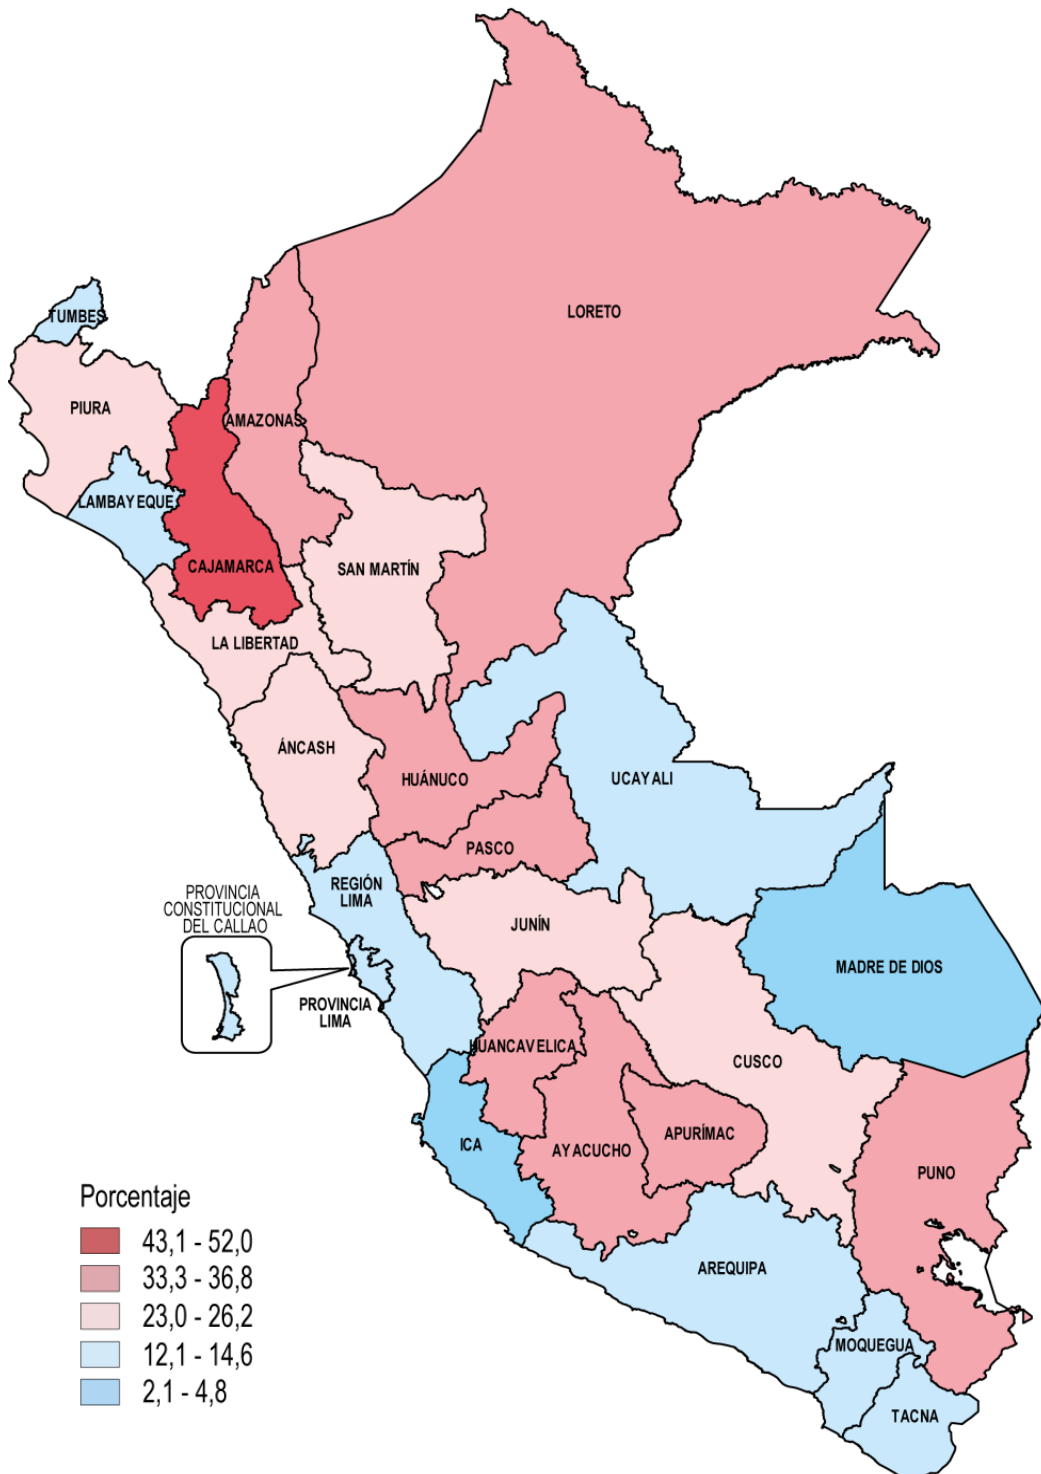 LORETO
TUMBES
PIURA
AMAZONAS
LAMBAYEQUE
CAJAMARCA
SAN MARTÍN
LA LIBERTAD
ÁNCASH
HUÁNUCO
UCAYALI
PASCO
REGIÓN
LIMA
PROVINCIA
CONSTITUCIONAL
DEL CALLAO
JUNÍN
MADRE DE DIOS
PROVINCIA
LIMA
HUANCAVELICA
CUSCO
ICA
AYACUCHO
APURÍMAC
PUNO
AREQUIPA
MOQUEGUA
TACNA
Porcentaje
43,1 - 52,0
33,3 - 36,8
23,0 - 26,2
12,1 - 14,6
2,1 - 4,8